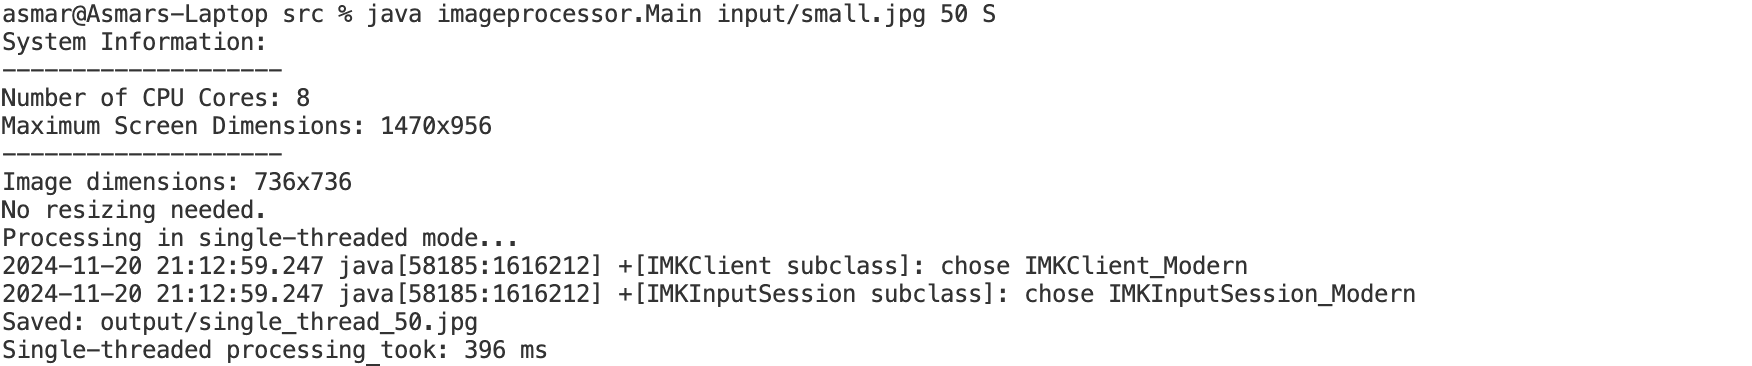 asmar@Asmars-Laptop src % java imageprocessor.Main input/small.jpg 50 S
System Information:
--------------------
Number of CPU Cores: 8
Maximum Screen Dimensions: 1470x956
--------------------
Image dimensions: 736x736
No resizing needed.
Processing in single-threaded mode...
2024-11-20 21:12:59.247 java[58185:1616212] +[IMKClient subclass]: chose IMKClient_Modern
2024-11-20 21:12:59.247 java[58185:1616212] +[IMKInputSession subclass]: chose IMKInputSession_Modern
Saved: output/single_thread_50.jpg
Single-threaded processing took: 396 ms